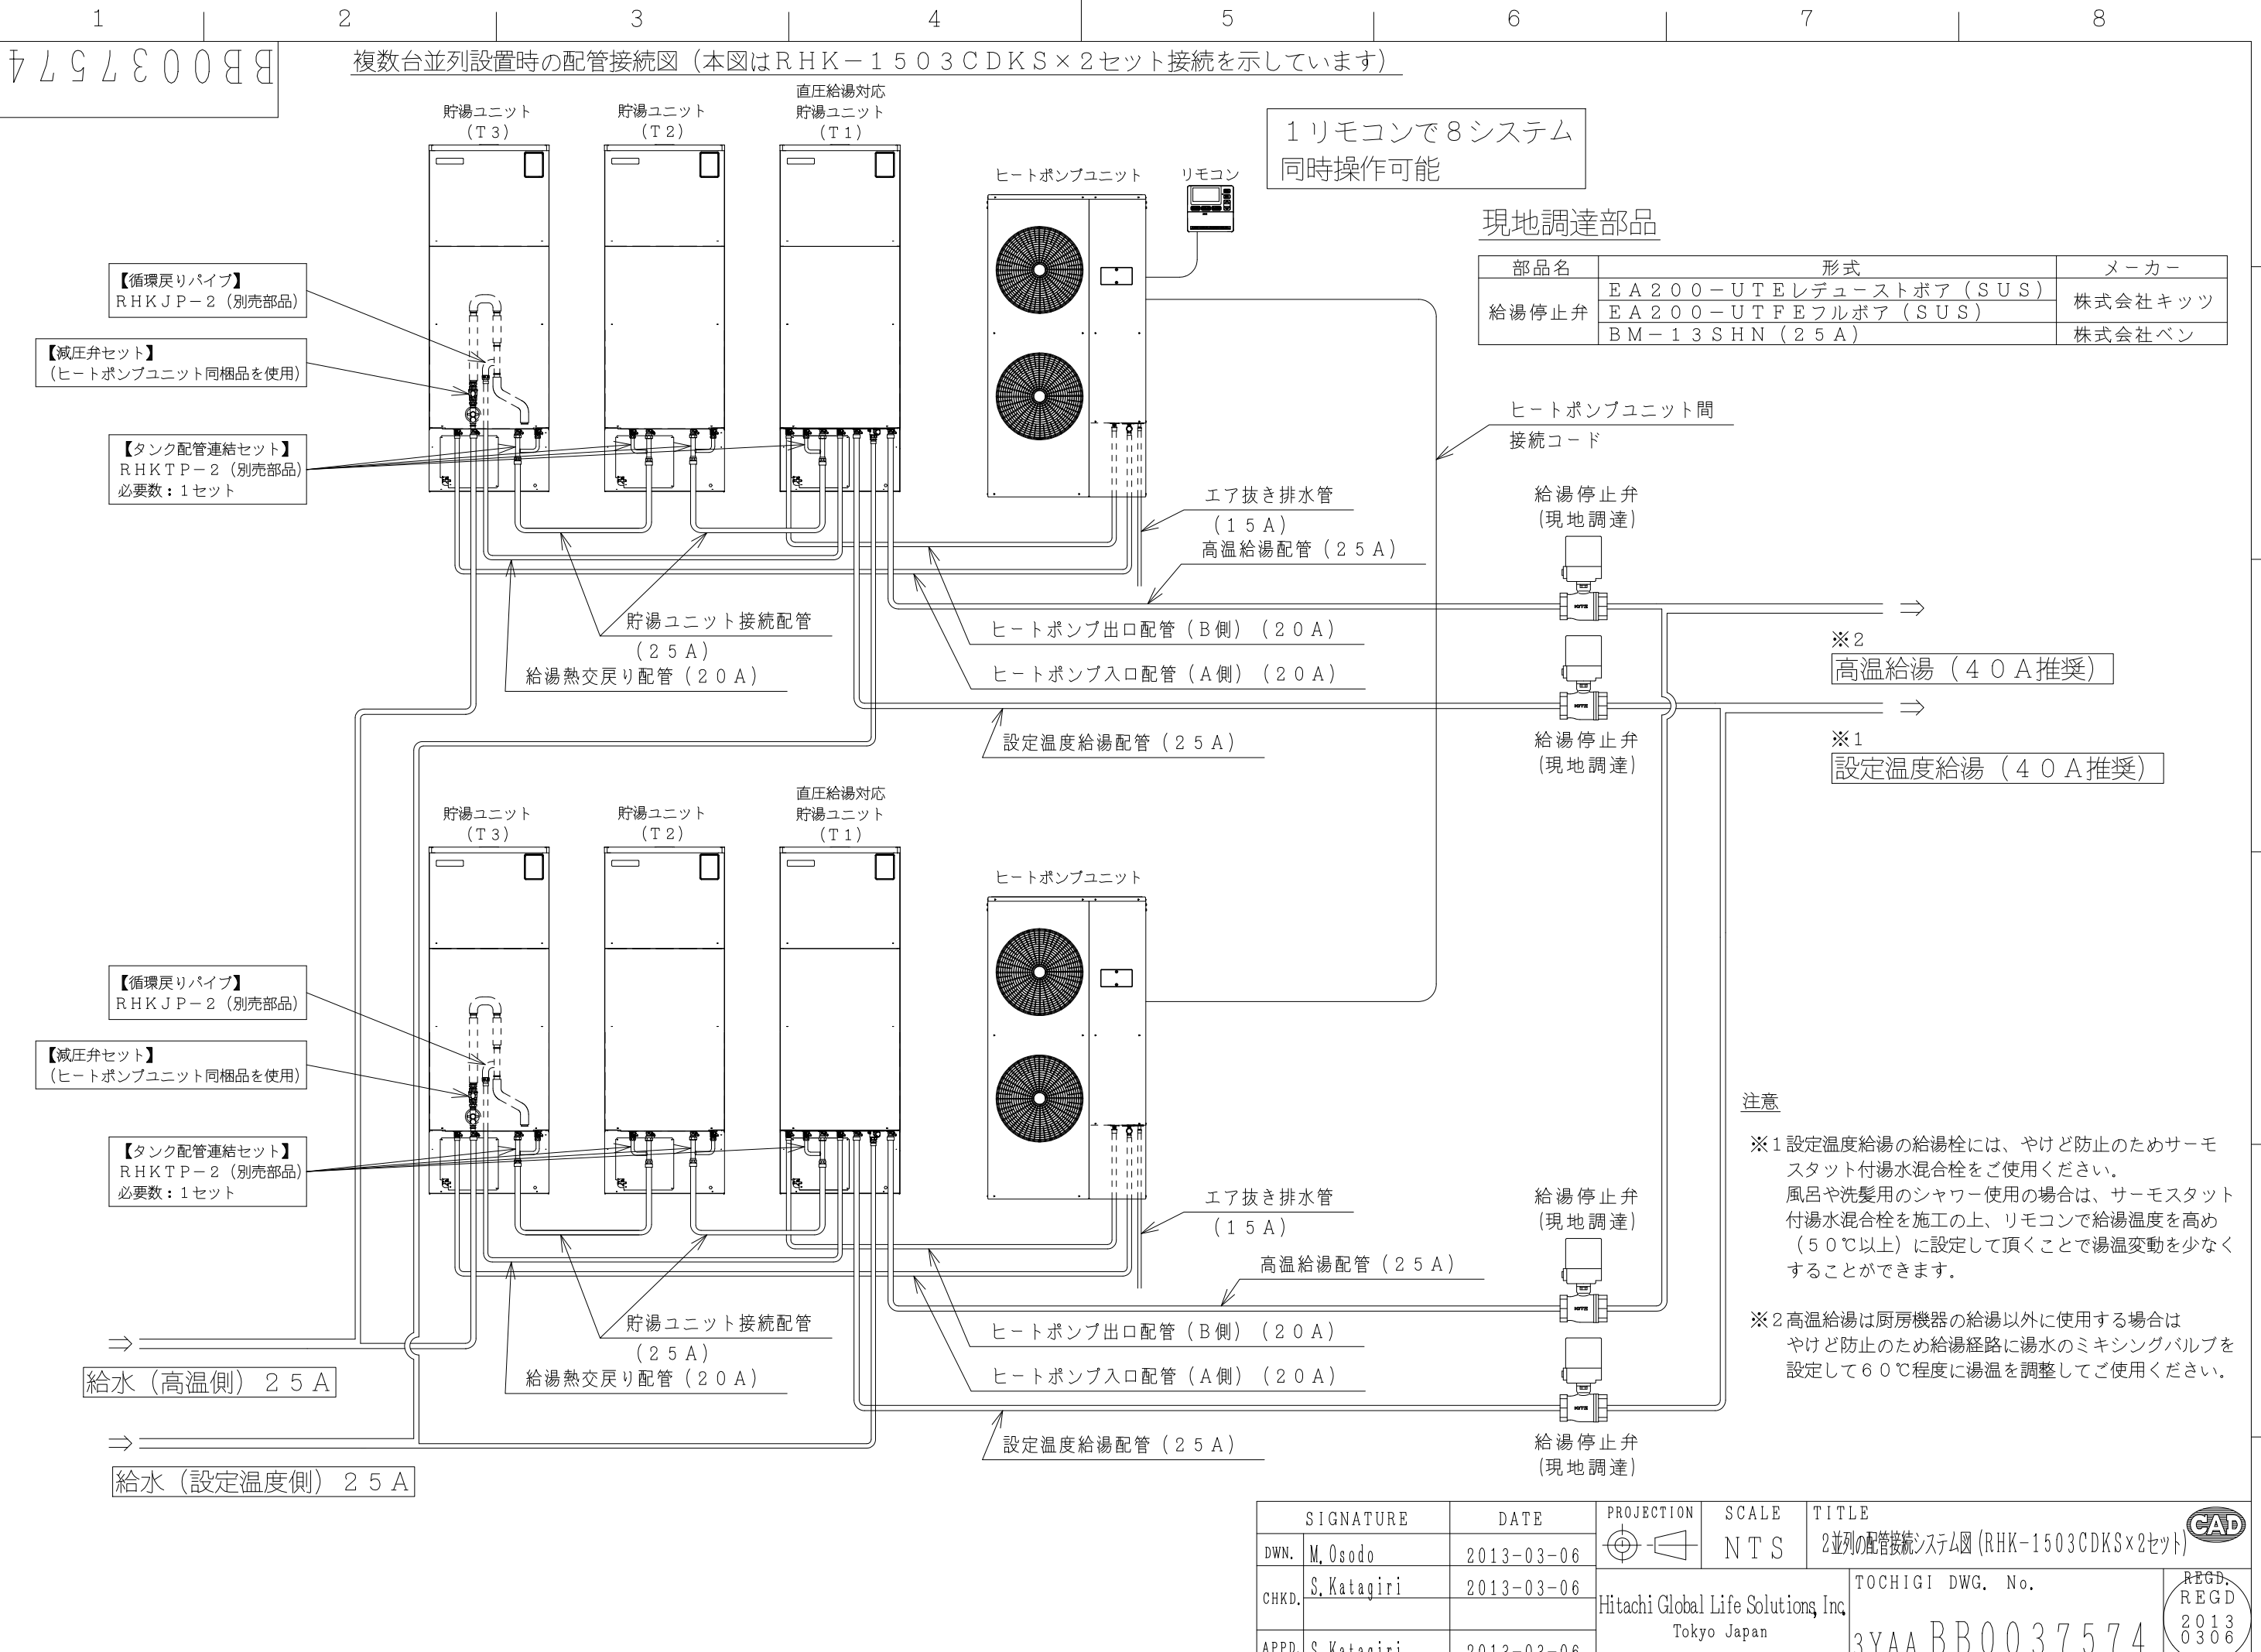 1 2 3 4 5 6 7 8
BB0037574
複数台並列設置時の配管接続図（本図はRHK－1503CDKS×2セット接続を示しています）
貯湯ユニット
（T3）
貯湯ユニット
（T2）
直圧給湯対応
貯湯ユニット
（T1）
ヒートポンプユニット
リモコン
1リモコンで8システム
同時操作可能
現地調達部品
部品名 形式 メーカー
給湯停止弁
EA200－UTEレデューストボア（SUS）
EA200－UTFEフルボア（SUS）
株式会社キッツ
BM－13SHN（25A）
株式会社ベン
【循環戻りパイプ】
RHKJP－2（別売部品）
【減圧弁セット】
（ヒートポンプユニット同梱品を使用）
【タンク配管連結セット】
RHKTP－2（別売部品）
必要数：1セット
ヒートポンプユニット間
接続コード
エア抜き排水管
（15A）
高温給湯配管（25A）
給湯停止弁
(現地調達)
貯湯ユニット接続配管
（25A）
給湯熱交戻り配管（20A）
ヒートポンプ出口配管（B側）（20A）
ヒートポンプ入口配管（A側）（20A）
KITZ
⇒
※2
高温給湯（40A推奨）
KITZ
⇒
※1
設定温度給湯（40A推奨）
設定温度給湯配管（25A）
給湯停止弁
(現地調達)
貯湯ユニット
（T3）
貯湯ユニット
（T2）
直圧給湯対応
貯湯ユニット
（T1）
ヒートポンプユニット
【循環戻りパイプ】
RHKJP－2（別売部品）
【減圧弁セット】
（ヒートポンプユニット同梱品を使用）
【タンク配管連結セット】
RHKTP－2（別売部品）
必要数：1セット
エア抜き排水管
（15A）
高温給湯配管（25A）
給湯停止弁
(現地調達)
KITZ
貯湯ユニット接続配管
（25A）
給湯熱交戻り配管（20A）
ヒートポンプ出口配管（B側）（20A）
ヒートポンプ入口配管（A側）（20A）
KITZ
設定温度給湯配管（25A）
給湯停止弁
(現地調達)
⇒
給水（高温側）25A
⇒
給水（設定温度側）25A
注意
※1設定温度給湯の給湯栓には、やけど防止のためサーモ
スタット付湯水混合栓をご使用ください。
風呂や洗髪用のシャワー使用の場合は、サーモスタット
付湯水混合栓を施工の上、リモコンで給湯温度を高め
（50℃以上）に設定して頂くことで湯温変動を少なく
することができます。
※2高温給湯は厨房機器の給湯以外に使用する場合は
やけど防止のため給湯経路に湯水のミキシングバルブを
設定して60℃程度に湯温を調整してご使用ください。
SIGNATURE DATE
DWN. M.Osodo 2013-03-06
CHKD. S.Katagiri 2013-03-06
APPD. S.Katagiri 2013-03-06
PROJECTION
SCALE
NTS
TITLE
2並列の配管接続システム図(RHK-1503CDKS×2セット)
CAD
Hitachi Global Life Solutions, Inc.
Tokyo Japan
TOCHIGI DWG. No.
3YAA BB0037574
REGD.
REGD
2013
0306